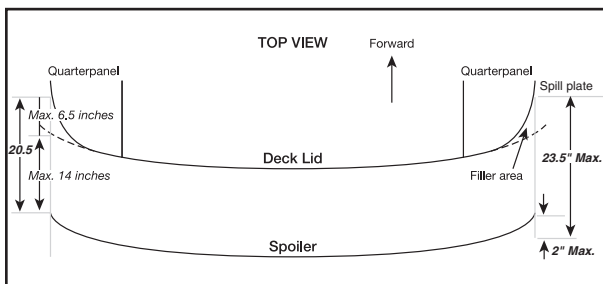 TOP VIEW
Forward
Quarterpanel
Quarterpanel
Spill plate
Max. 6.5 inches
20.5
Deck Lid
23.5" Max.
Max. 14 inches
Filler area
Spoiler
2" Max.